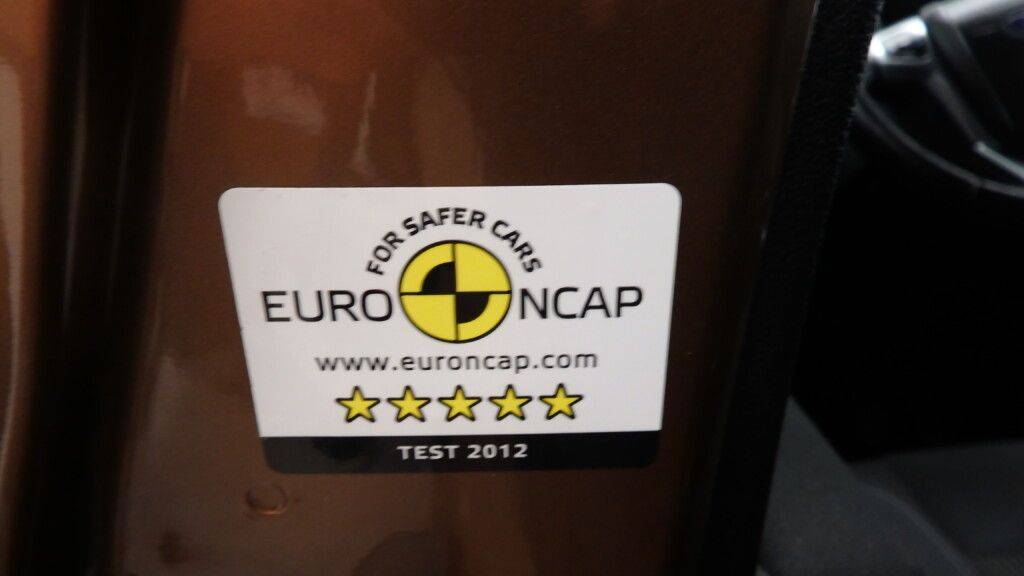 FOR SAFER CARS
EURO NCAP
www.euroncap.com
TEST 2012